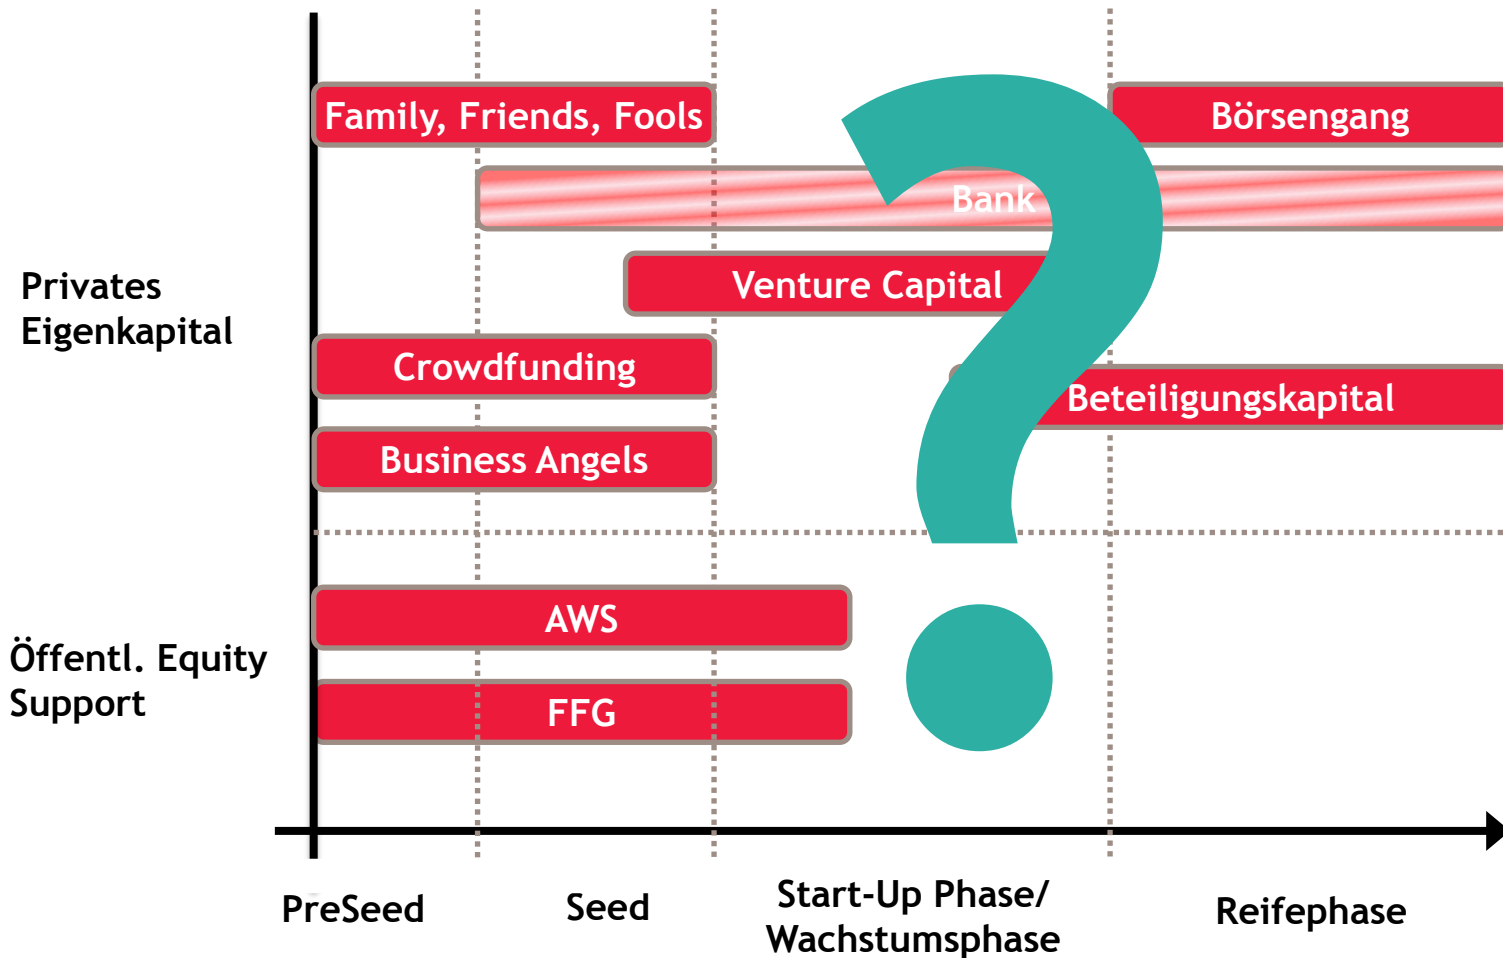 Family, Friends, Fools
Börsengang
Bank
Venture Capital
Privates
Eigenkapital
Crowdfunding
Beteiligungskapital
Business Angels
AWS
Öffentl. Equity
Support
FFG
PreSeed
Seed
Start-Up Phase/
Wachstumsphase
Reifephase